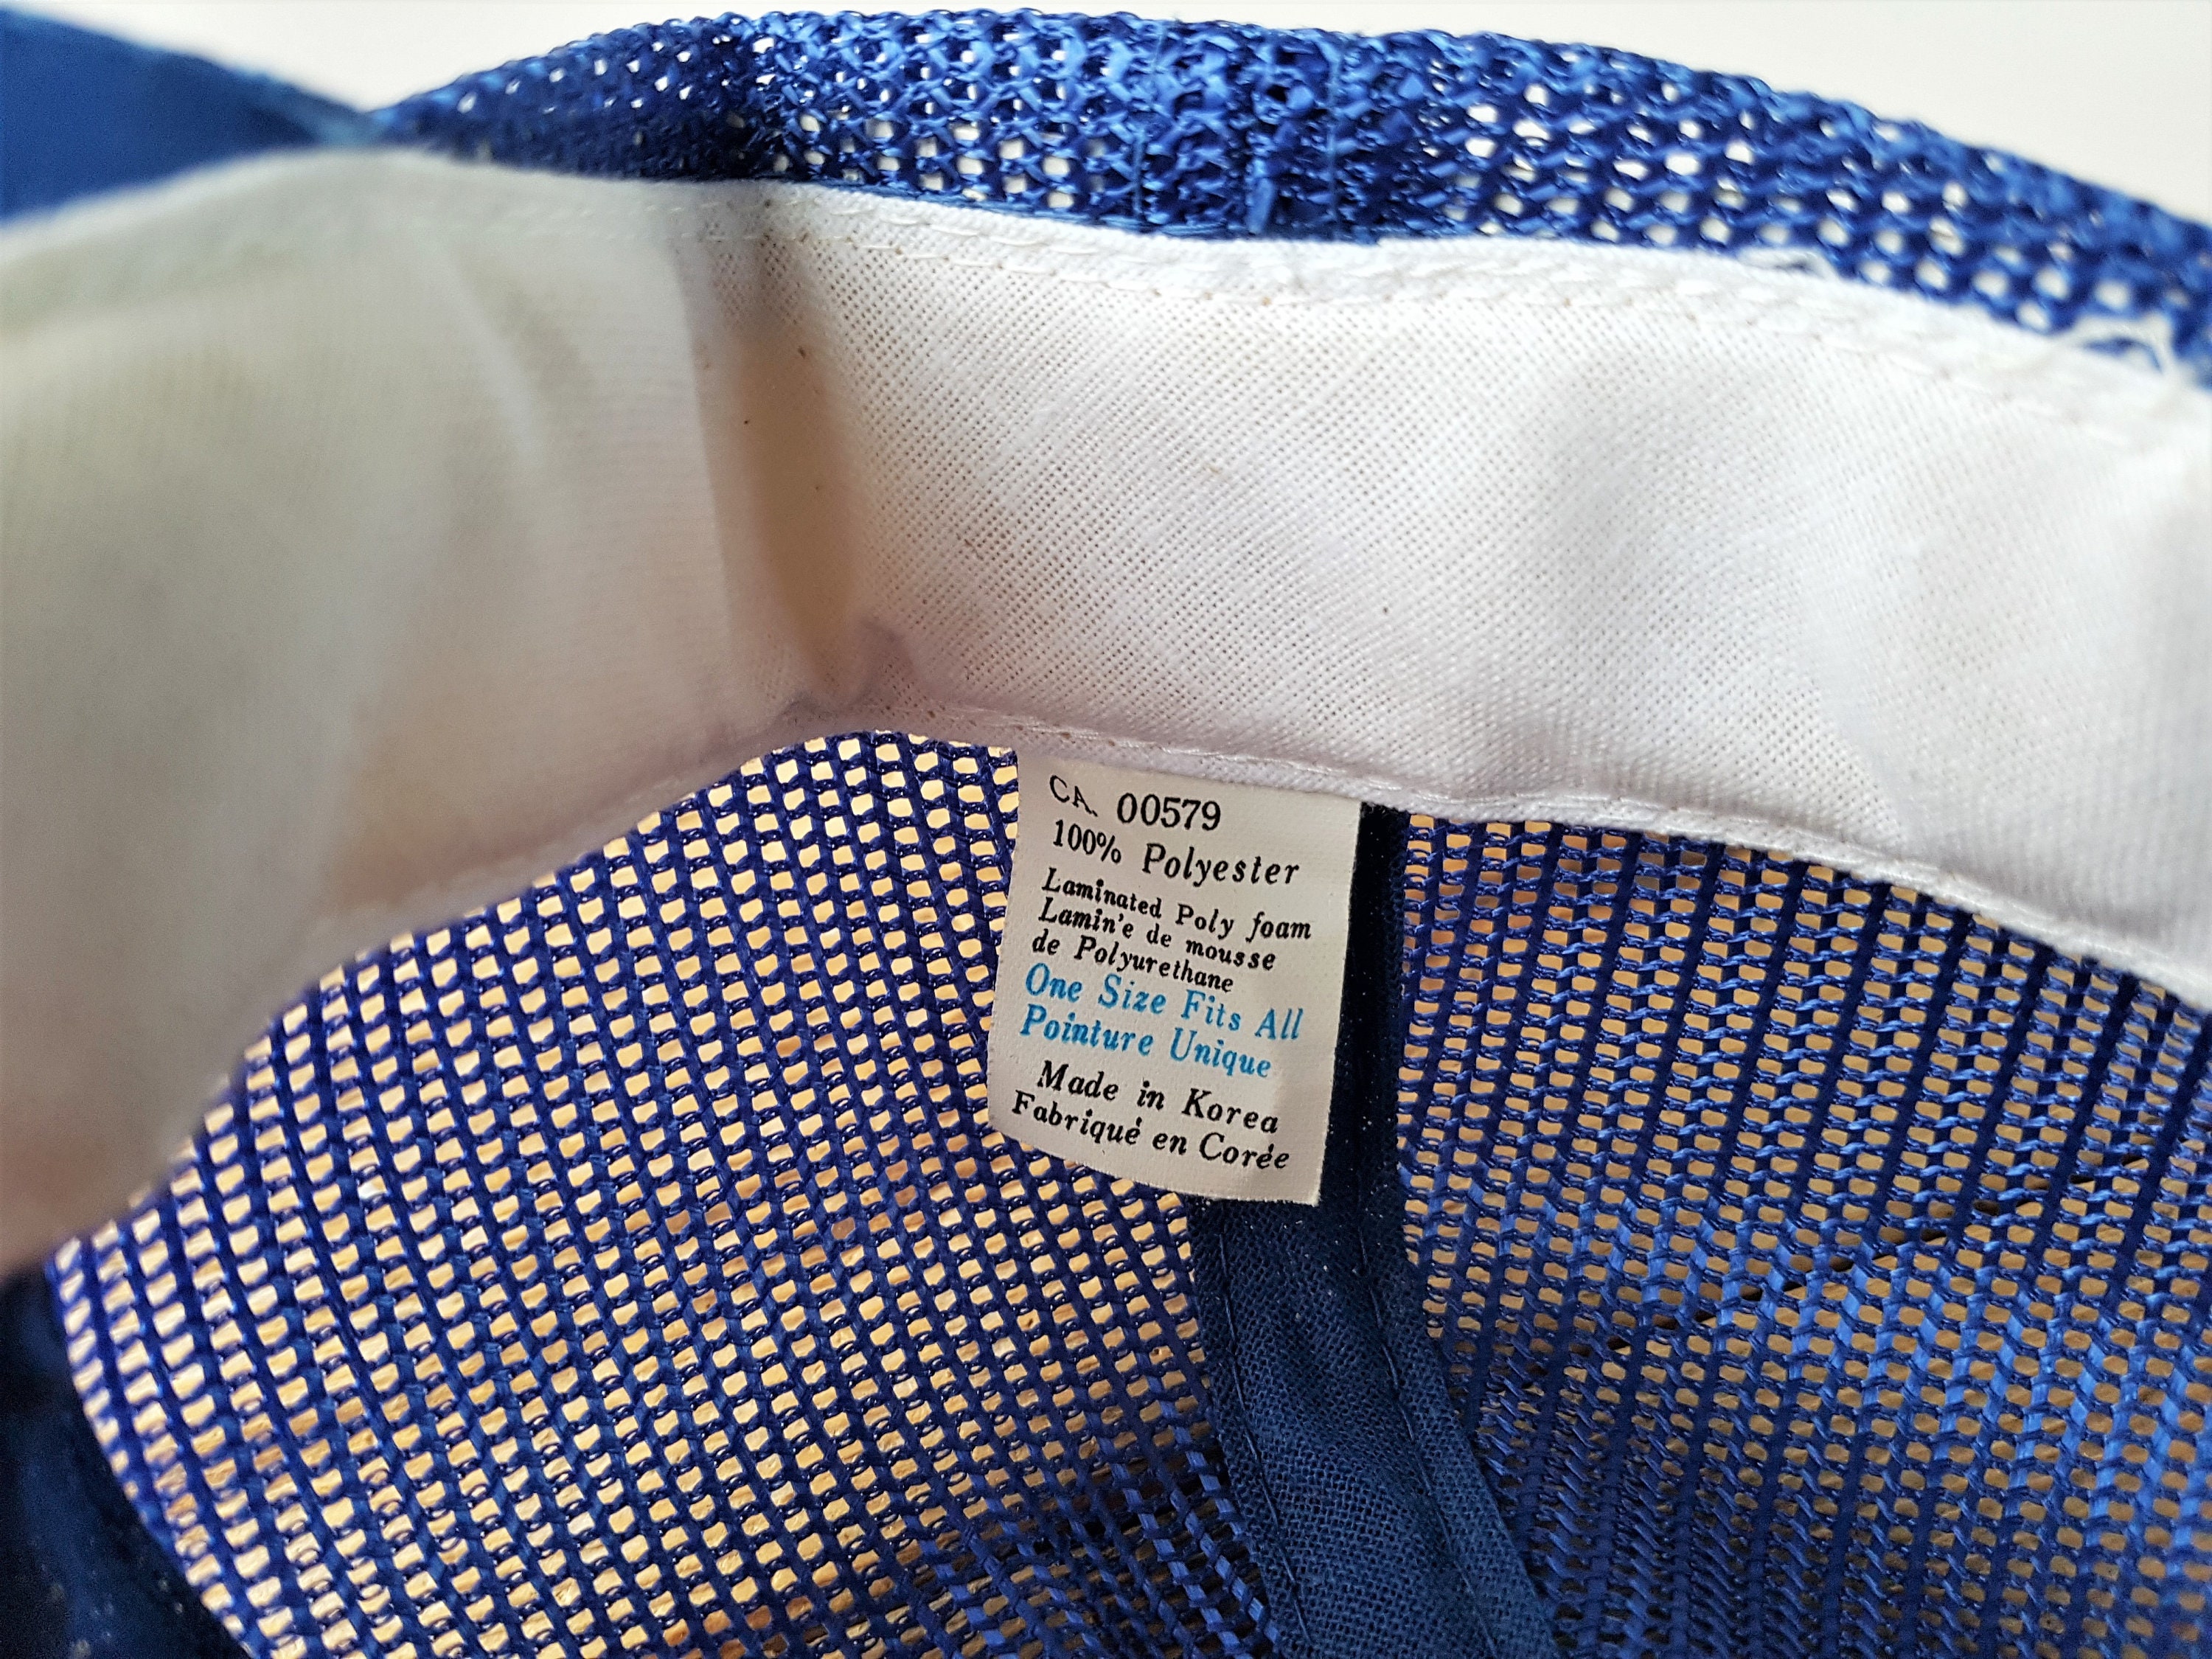 CA. 00579
100% Polyester
Laminated Poly foam
Lamin'e de mousse
de Polyurethane
One Size Fits All
Pointure Unique
Made in Korea
Fabriqué en Corée